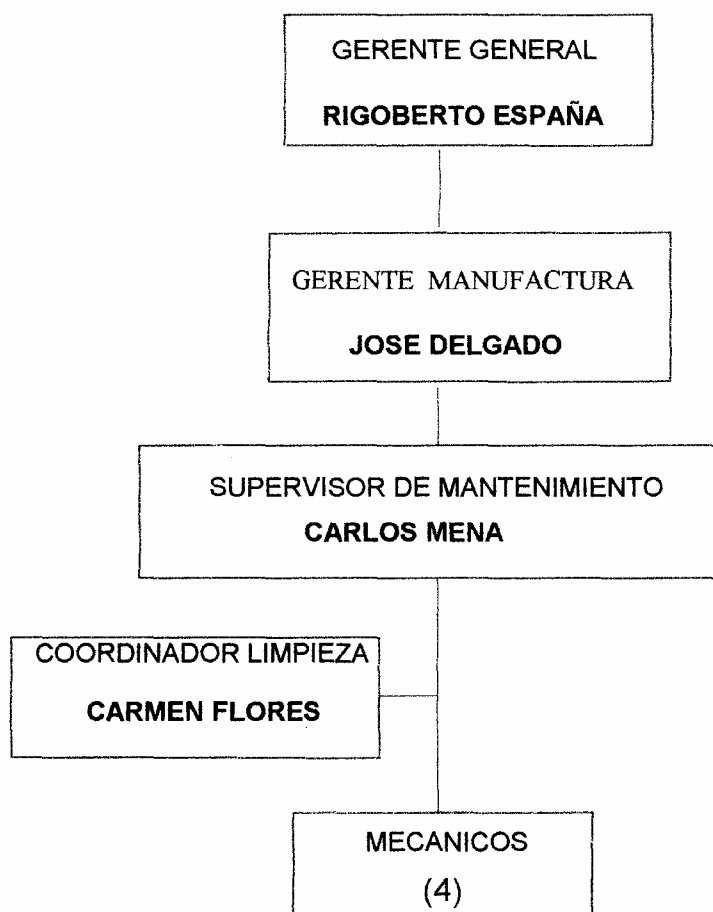 GERENTE GENERAL
RIGOBERTO ESPAÑA
GERENTE MANUFACTURA
JOSE DELGADO
SUPERVISOR DE MANTENIMIENTO
CARLOS MENA
COORDINADOR LIMPIEZA
CARMEN FLORES
MECANICOS
(4)